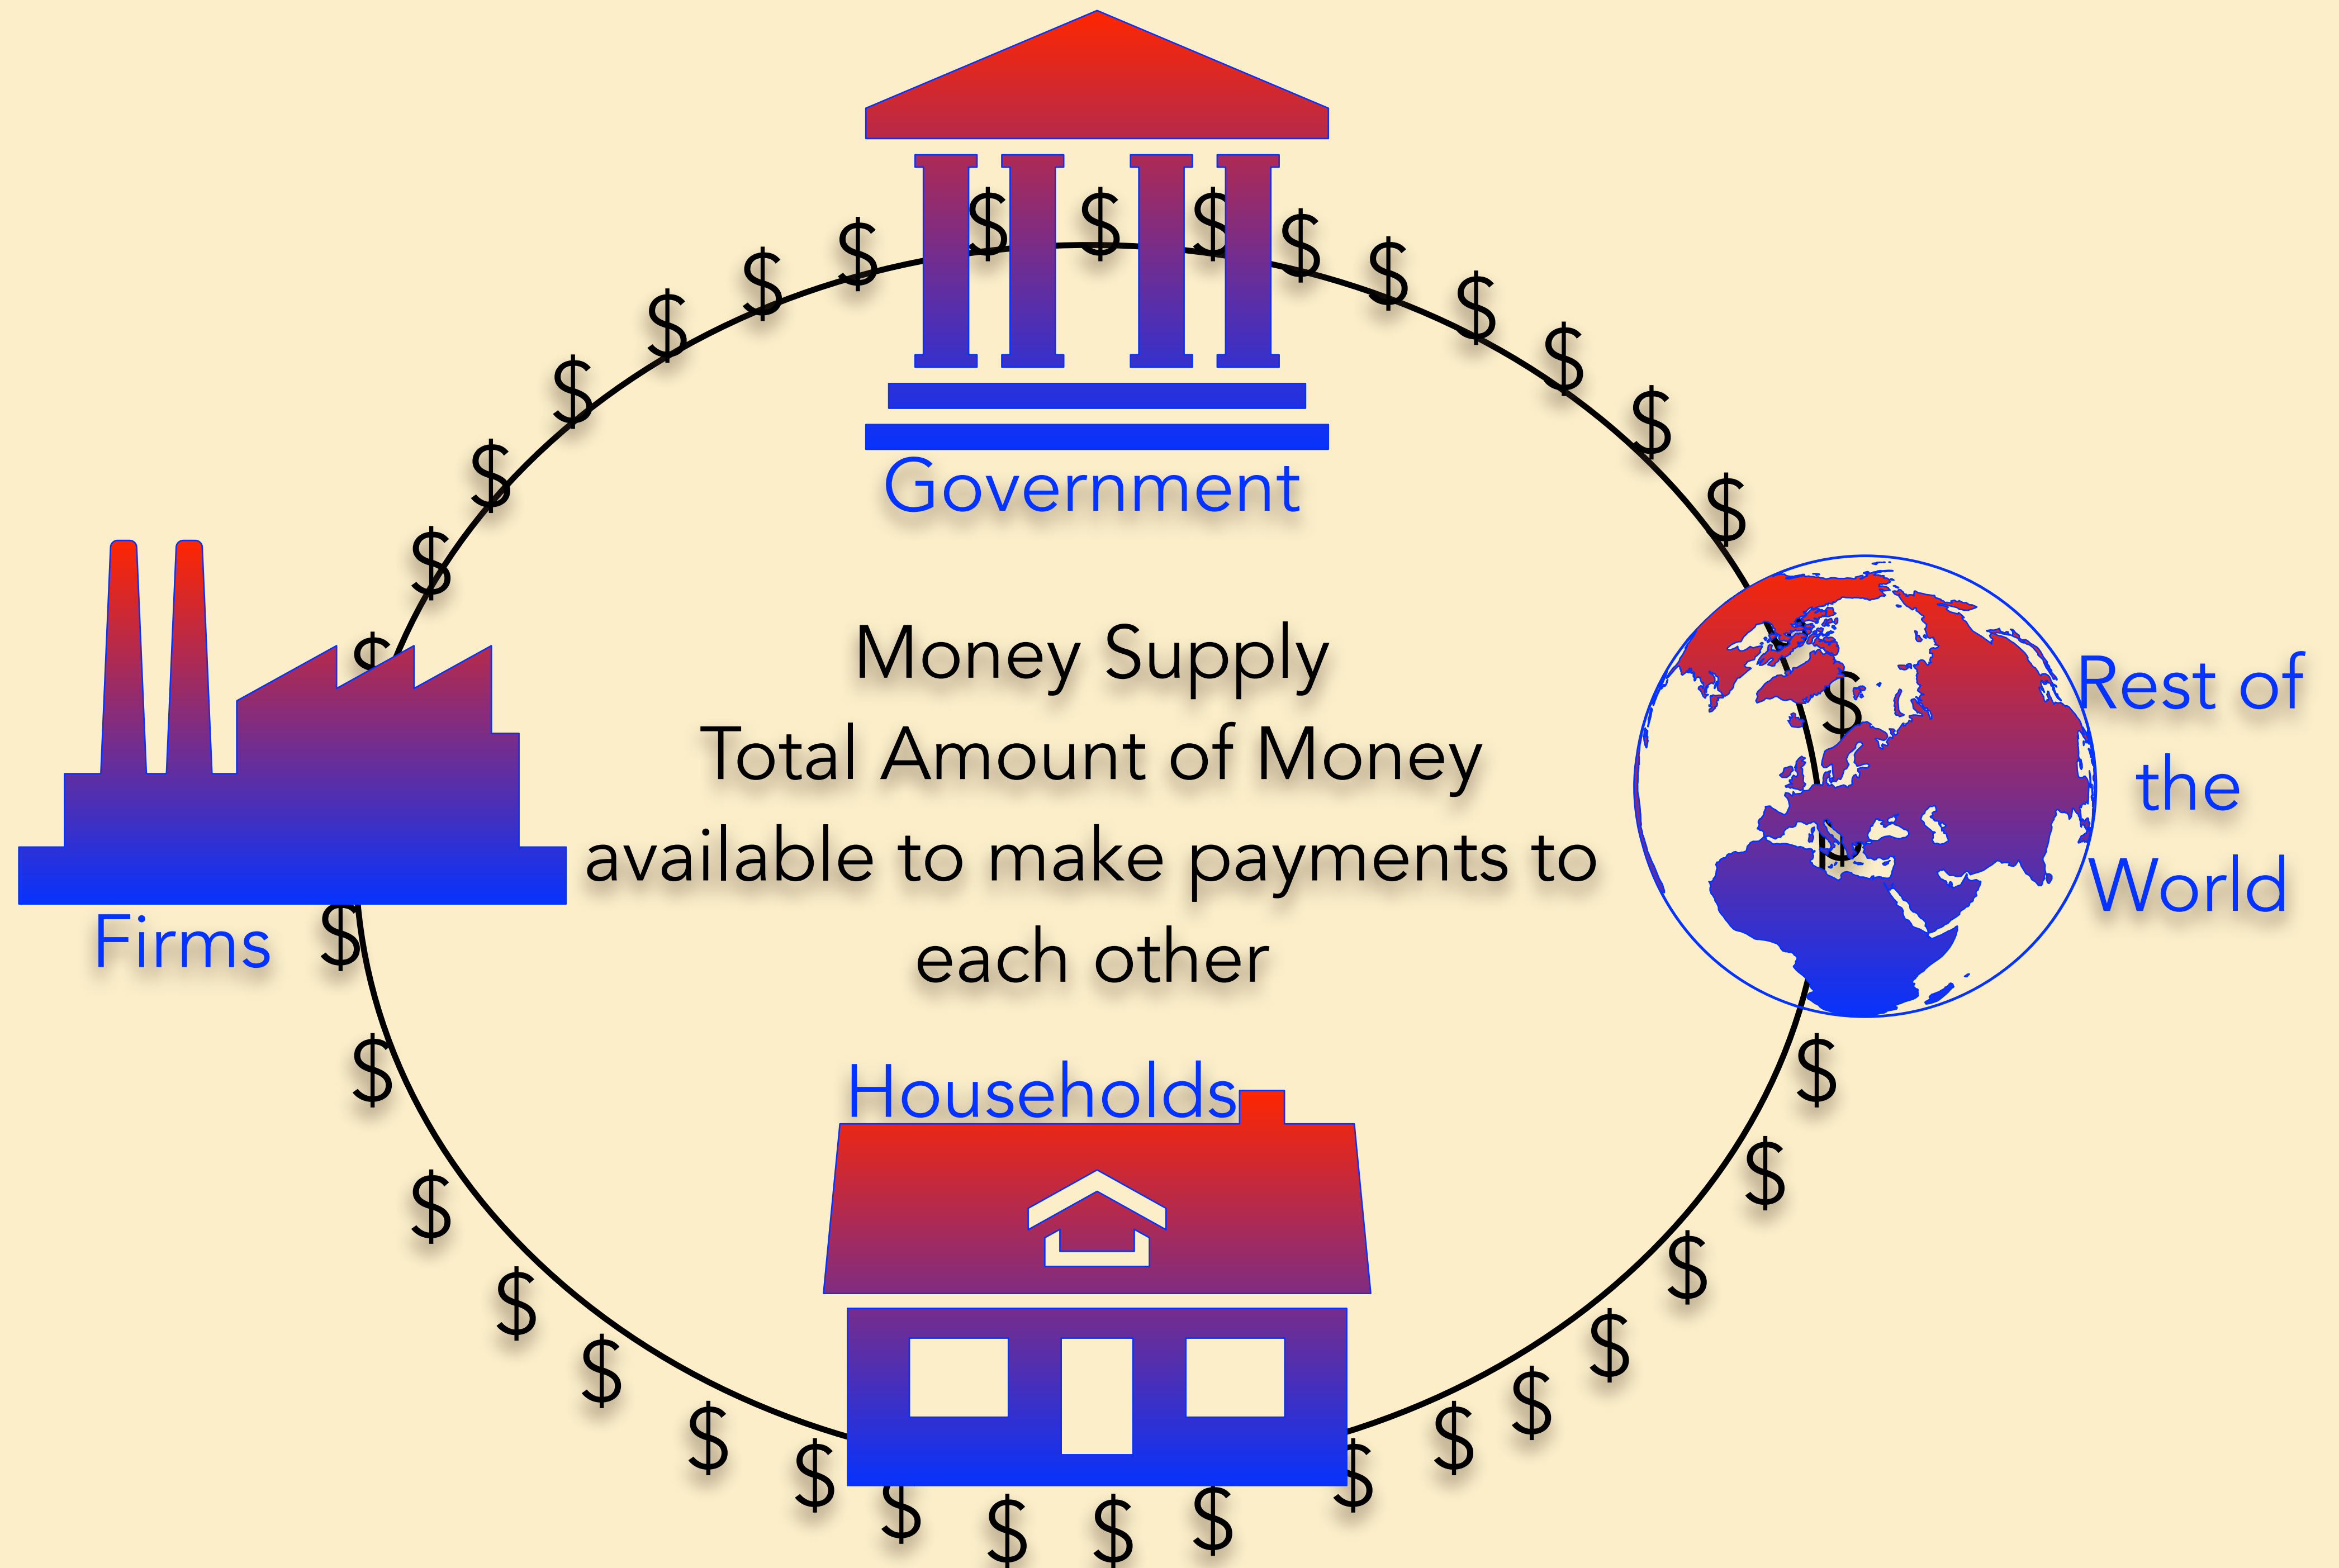 Government
Money Supply
Total Amount of Money
available to make payments to
each other
Firms
Rest of
the
World
Households
$ $ $ $ $ $ $ $ $ $ $ $ $ $ $ $ $ $ $ $ $ $ $ $ $ $ $ $ $ $ $ $ $ $ $ $